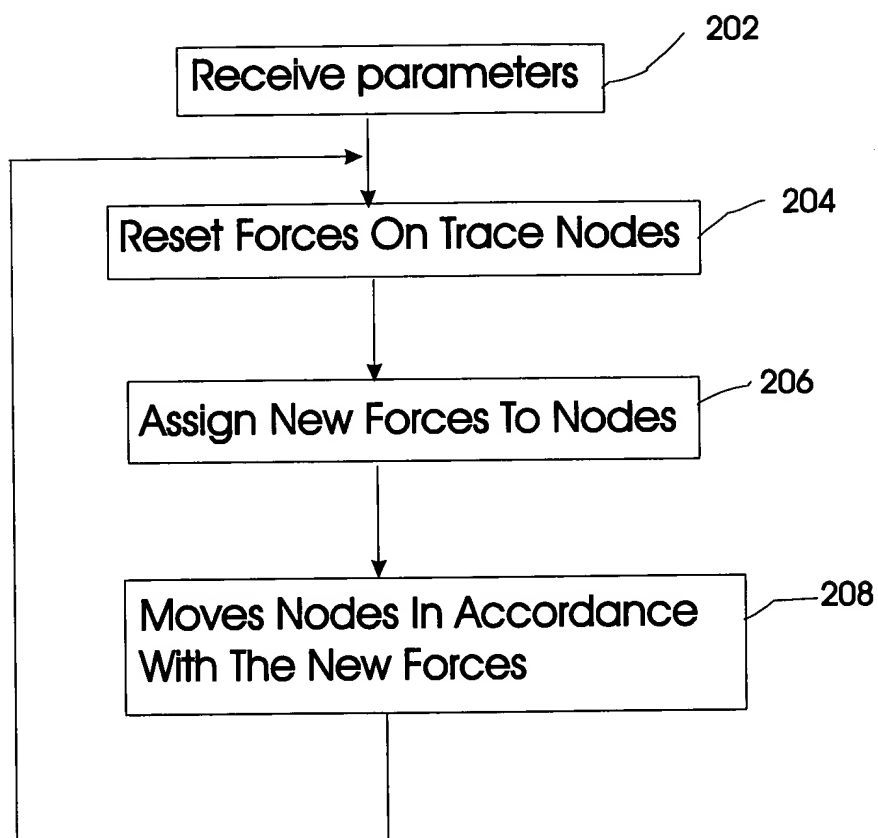 202
Receive parameters
204
Reset Forces On Trace Nodes
206
Assign New Forces To Nodes
208
Moves Nodes In Accordance
With The New Forces